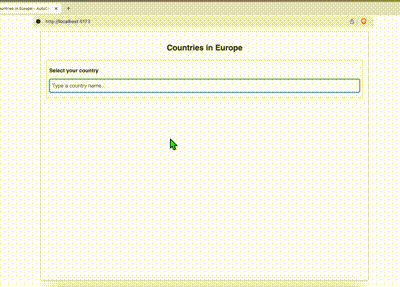 ountries in Europe - AutoC
http://localhost:5173
Countries in Europe
Select your country
Type a country name...